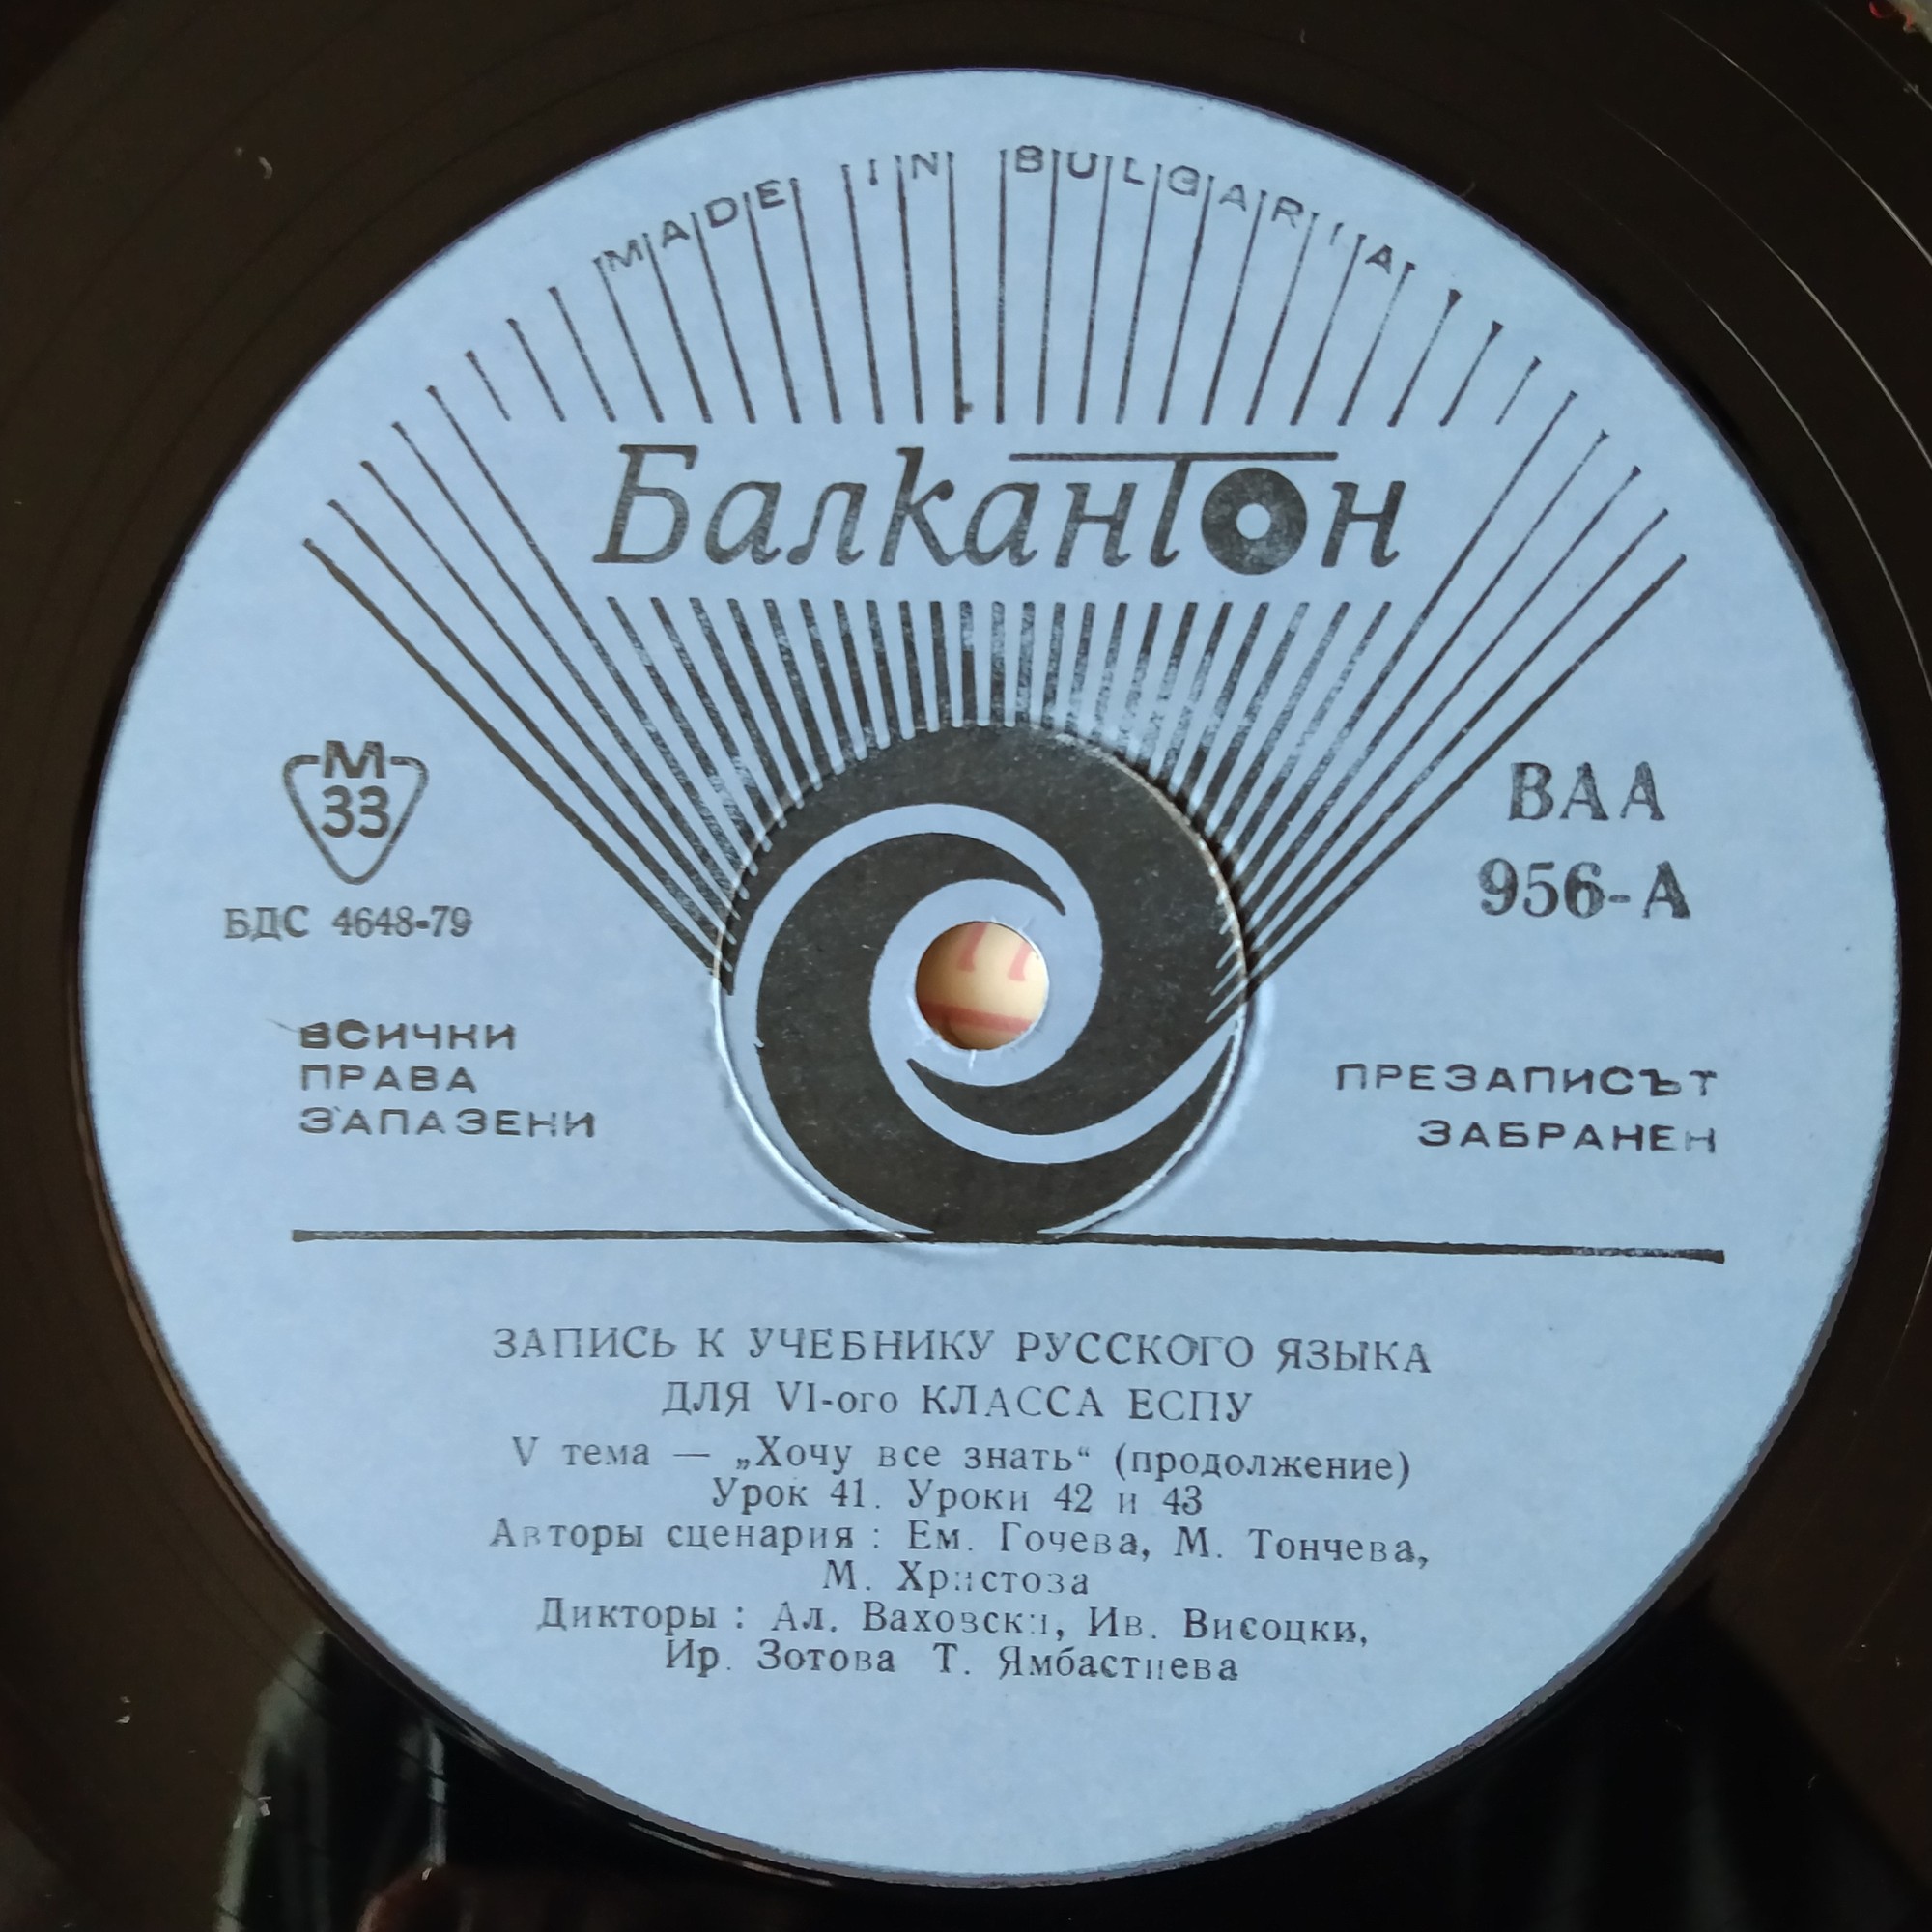 MADE IN BULGARIA
Балкантон
М
33
БДС 4648-79
ВАА
956-А
ВСИЧКИ
ПРАВА
ЗАПАЗЕНИ
ПРЕЗАПИСЪТ
ЗАБРАНЕН
ЗАПИСЬ К УЧЕБНИКУ РУССКОГО ЯЗЫКА
ДЛЯ VI-ого КЛАССА ЕСПУ
V тема — „Хочу все знать“ (продолжение)
Урок 41. Уроки 42 и 43
Авторы сценария : Ем. Гочева, М. Тончева,
М. Христоза
Дикторы : Ал. Ваховски, Ив. Висоцки,
Ир. Зотова Т. Ямбастиева